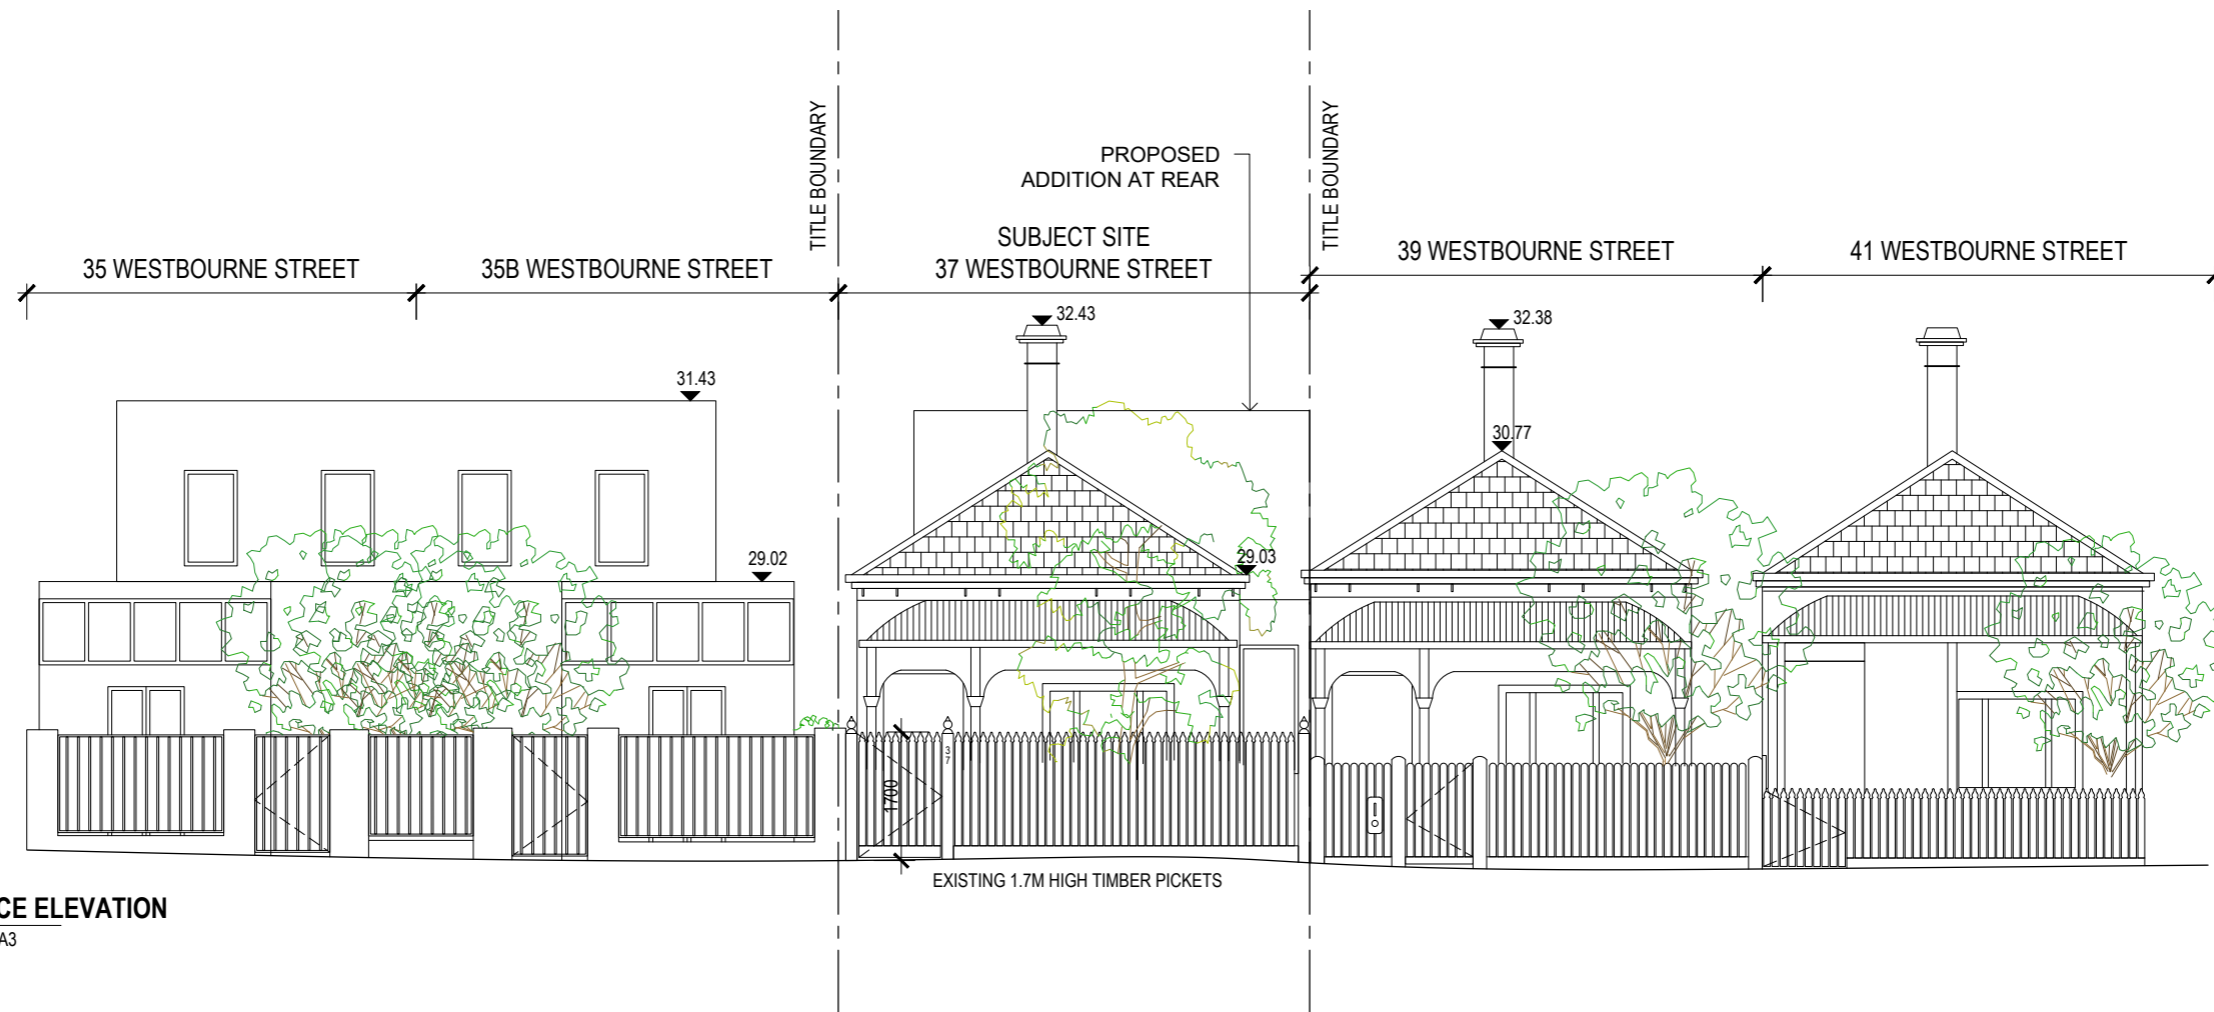 TITLE BOUNDARY
TITLE BOUNDARY
PROPOSED
ADDITION AT REAR
SUBJECT SITE
35 WESTBOURNE STREET
35B WESTBOURNE STREET
37 WESTBOURNE STREET
39 WESTBOURNE STREET
41 WESTBOURNE STREET
32.43
32.38
31.43
30.77
29.02
29.03
37
1700
EXISTING 1.7M HIGH TIMBER PICKETS
CE ELEVATION
A3